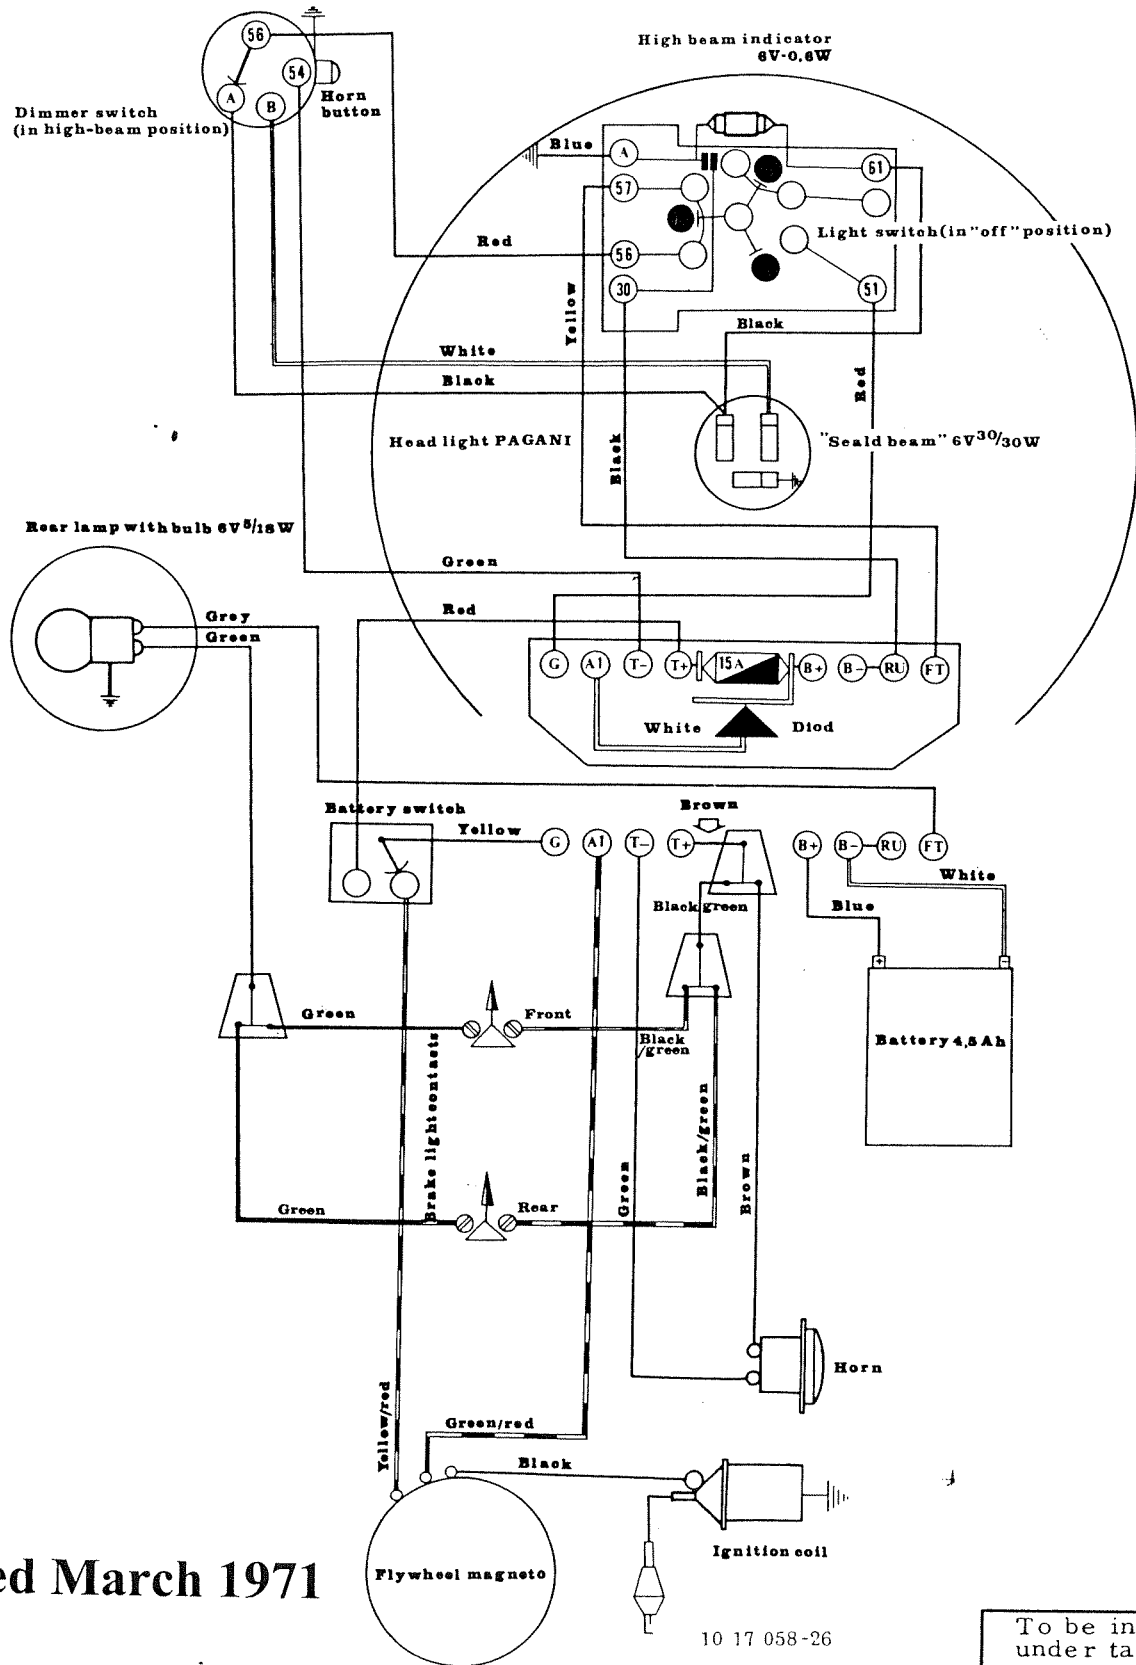 56
54
A
B
Horn
button
Dimmer switch
(in high-beam position)
High beam indicator
6V-0,6W
Blue
A
61
57
Light switch(in"off"position)
Red
56
30
51
Yellow
Black
White
Black
Red
Head light PAGANI
Black
"Seald beam" 6V30/30W
Rear lamp with bulb 6V5/18W
Green
Red
Grey
Green
G
A1
T-
T+
15A
B+
B-
RU
FT
White
Diod
Battery switch
Yellow
Brown
G
A1
T-
T+
B+
B-
RU
FT
White
Black green
Blue
+
-
Green
Front
Black
/green
Battery 4,5Ah
Brake lightcontacts
Black/green
Green
Brown
Green
Rear
Horn
Yellow/red
Green/red
Black
Ignition coil
Flywheel magneto
ed March 1971
10 17 058-26
To be in
under ta